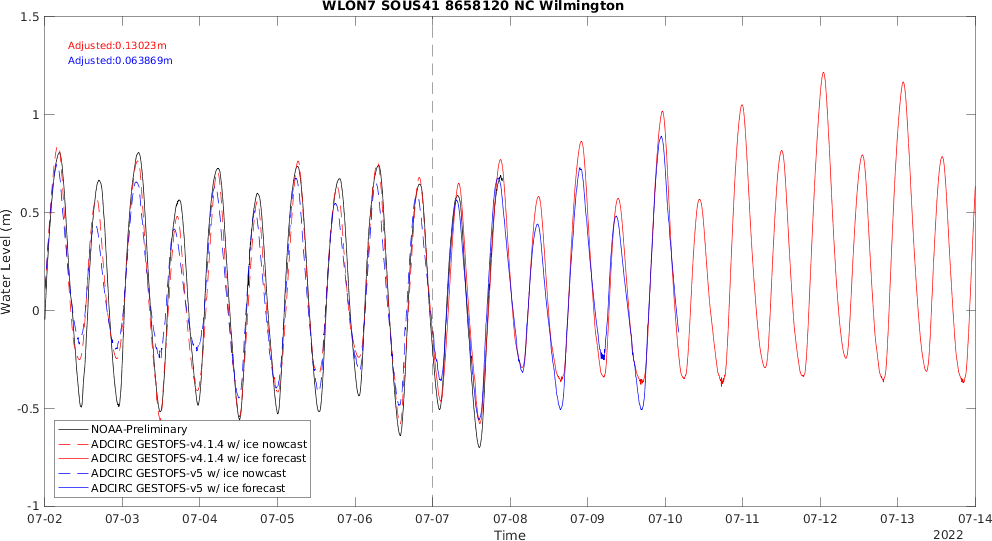 WLON7 SOUS41 8658120 NC Wilmington
Adjusted:0.13023m
Adjusted:0.063869m
Water Level (m)
1.5
1
0.5
0
-0.5
-1
NOAA-Preliminary
ADCIRC GESTOFS-v4.1.4 w/ ice nowcast
ADCIRC GESTOFS-v4.1.4 w/ ice forecast
ADCIRC GESTOFS-v5 w/ ice nowcast
ADCIRC GESTOFS-v5 w/ ice forecast
07-02 07-03 07-04 07-05 07-06 07-07 07-08 07-09 07-10 07-11 07-12 07-13 07-14
Time
2022